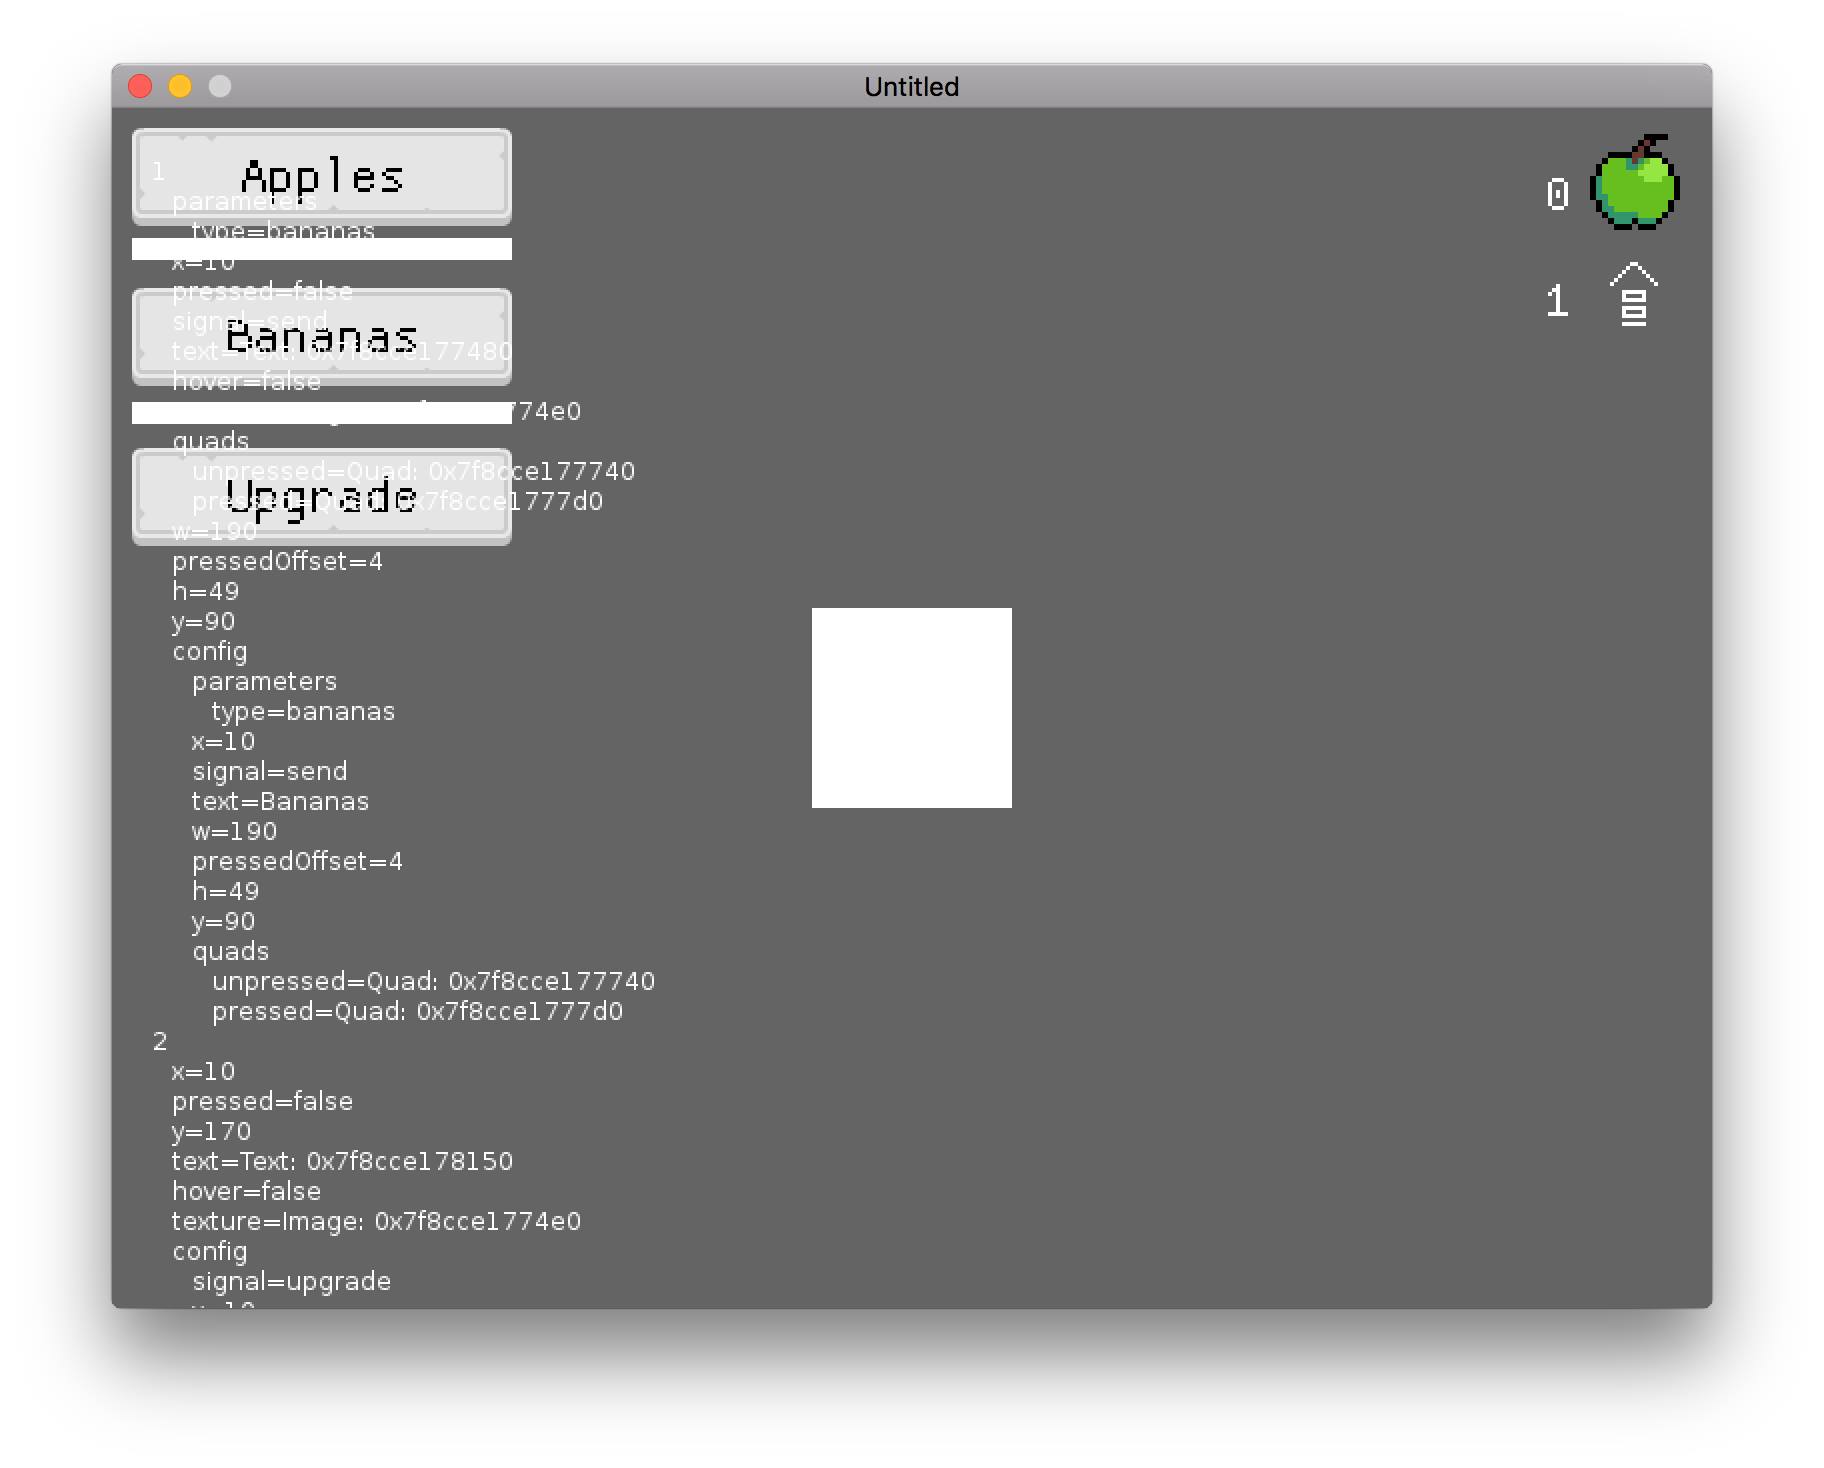 Untitled
Apples
0
1
parameters
type=bananas
x=10
pressed=false
1
signal=send
Bananas
text=Text: 0x7f8cce177480
hover=false
774e0
quads
unpressed=Quad: 0x7f8cce177740
Upgrade
pressed=Quad: 0x7f8cce1777d0
w=190
pressedOffset=4
h=49
y=90
config
parameters
type=bananas
x=10
signal=send
text=Bananas
w=190
pressedOffset=4
h=49
y=90
quads
unpressed=Quad: 0x7f8cce177740
pressed=Quad: 0x7f8cce1777d0
2
x=10
pressed=false
y=170
text=Text: 0x7f8cce178150
hover=false
texture=Image: 0x7f8cce1774e0
config
signal=upgrade